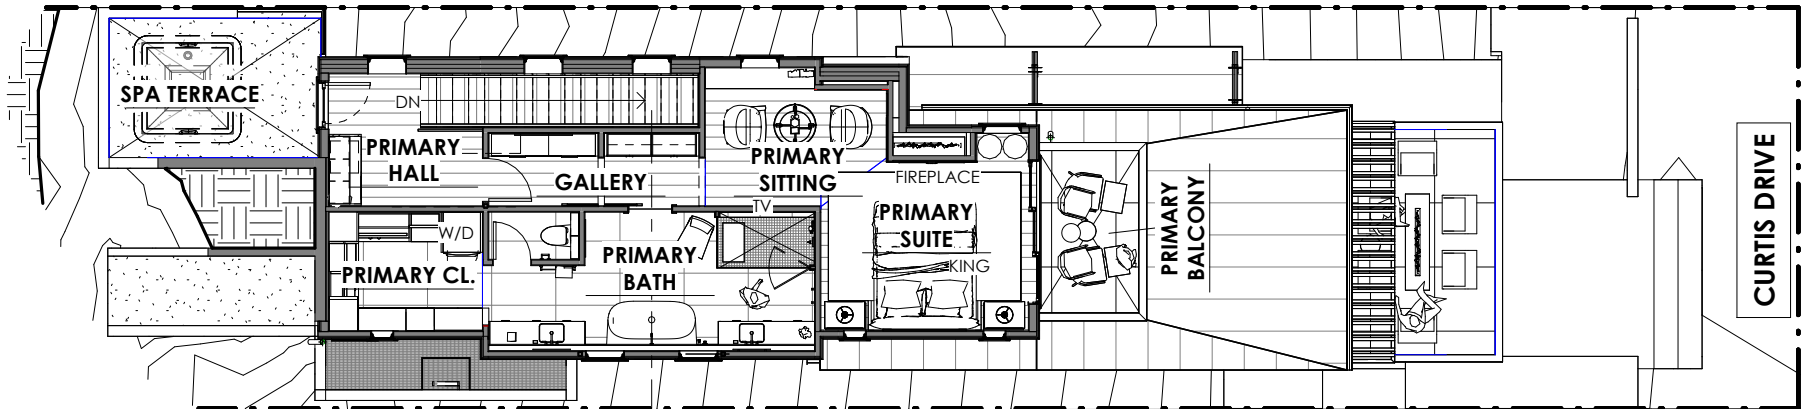 SPA TERRACE
DN
PRIMARY
HALL
GALLERY
PRIMARY
SITTING
TV
FIREPLACE
W/D
PRIMARY CL.
PRIMARY
BATH
PRIMARY
SUITE
KING
PRIMARY
BALCONY
CURTIS DRIVE